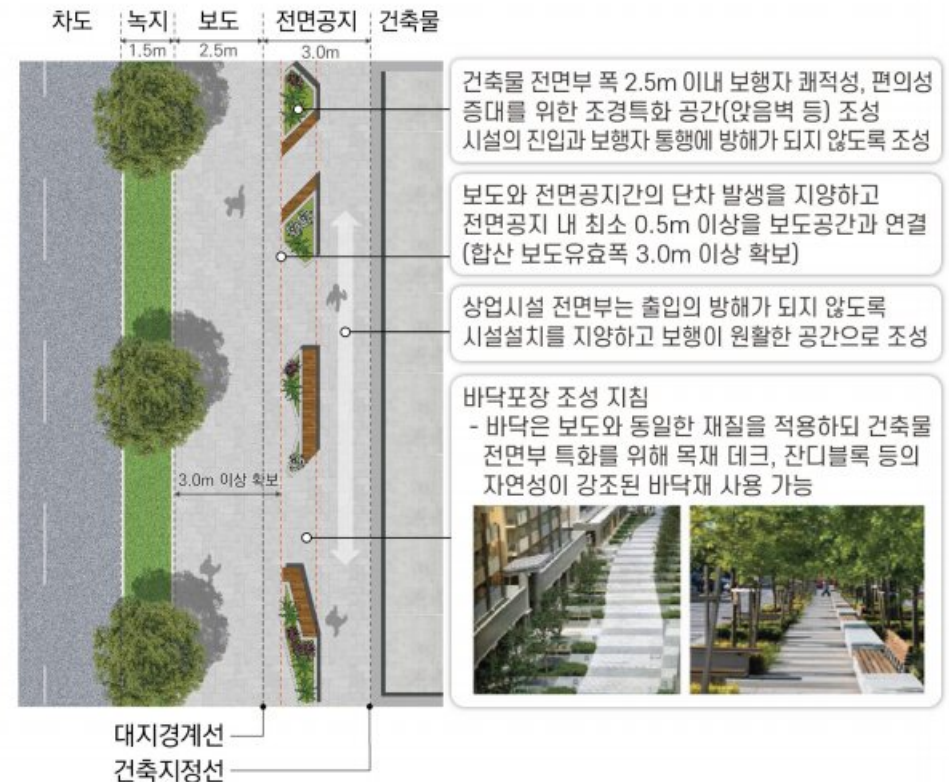 차도 녹지 보도 전면공지 건축물
1.5m 2.5m 3.0m
건축물 전면부 폭 2.5m 이내 보행자 쾌적성, 편의성
증대를 위한 조경특화 공간(앉음벽 등) 조성
시설의 진입과 보행자 통행에 방해가 되지 않도록 조성
보도와 전면공지간의 단차 발생을 지양하고
전면공지 내 최소 0.5m 이상을 보도공간과 연결
(합산 보도유효폭 3.0m 이상 확보)
상업시설 전면부는 출입의 방해가 되지 않도록
시설설치를 지양하고 보행이 원활한 공간으로 조성
바닥포장 조성 지침
- 바닥은 보도와 동일한 재질을 적용하되 건축물
전면부 특화를 위해 목재 데크, 잔디블록 등의
자연성이 강조된 바닥재 사용 가능
3.0m 이상 확보
대지경계선
건축지정선